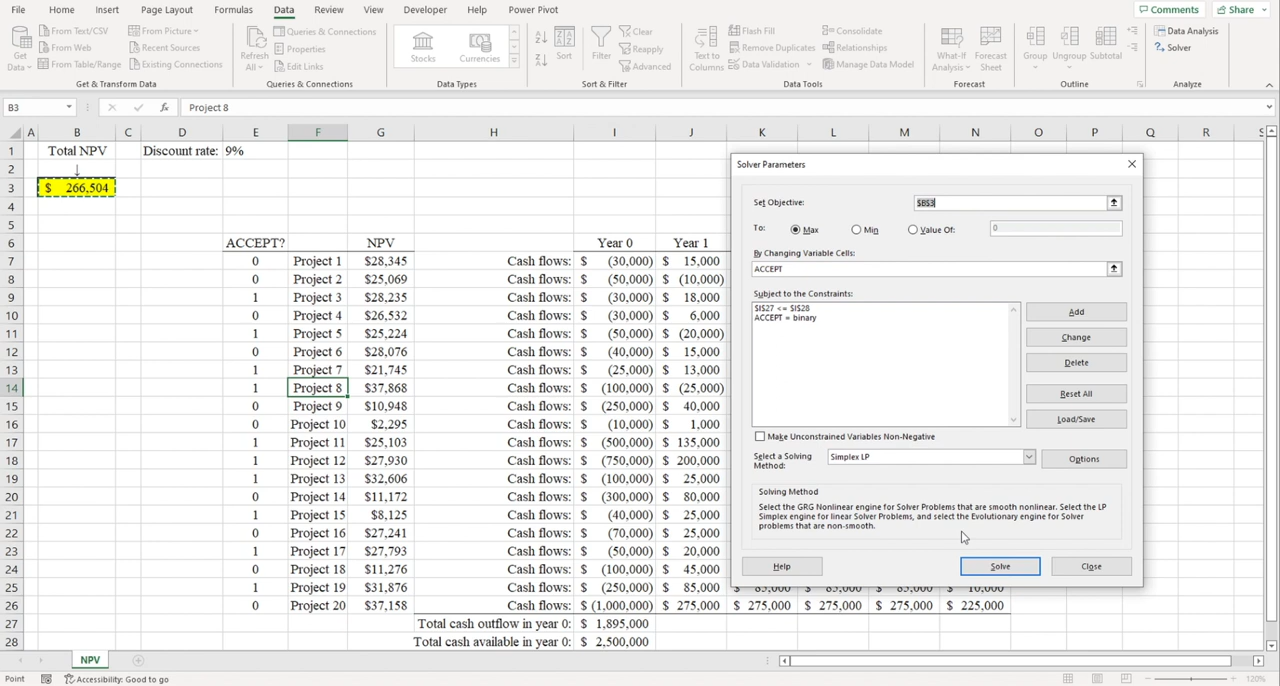 File Home Insert Page Layout Formulas Data Review View Developer Help Power Pivot Comments Share
Get Data From Text/CSV From Web From Table/Range From Picture Recent Sources Existing Connections
Get & Transform Data
Refresh All Queries & Connections Properties Edit Links
Queries & Connections
Stocks Currencies
Data Types
Sort Filter Clear Reapply Advanced
Sort & Filter
Text to Columns Flash Fill Remove Duplicates Data Validation Consolidate Relationships Manage Data Model
Data Tools
What-If Analysis Forecast Sheet
Forecast
Group Ungroup Subtotal
Outline
Data Analysis Solver
Analyze
B3 fx Project 8
A B C D E F G H I J K L M N O P Q R S
1 Total NPV Discount rate: 9%
2 ↓
3 $ 266,504
4
5
6 ACCEPT? NPV Year 0 Year 1
7 0 Project 1 $28,345 Cash flows: $ (30,000) $ 15,000
8 0 Project 2 $25,069 Cash flows: $ (50,000) $ (10,000)
9 1 Project 3 $28,235 Cash flows: $ (30,000) $ 18,000
10 0 Project 4 $26,532 Cash flows: $ (30,000) $ 6,000
11 1 Project 5 $25,224 Cash flows: $ (50,000) $ (20,000)
12 0 Project 6 $28,076 Cash flows: $ (40,000) $ 15,000
13 1 Project 7 $21,745 Cash flows: $ (25,000) $ 13,000
14 1 Project 8 $37,868 Cash flows: $ (100,000) $ (25,000)
15 0 Project 9 $10,948 Cash flows: $ (250,000) $ 40,000
16 0 Project 10 $2,295 Cash flows: $ (10,000) $ 1,000
17 1 Project 11 $25,103 Cash flows: $ (500,000) $ 135,000
18 1 Project 12 $27,930 Cash flows: $ (750,000) $ 200,000
19 1 Project 13 $32,606 Cash flows: $ (100,000) $ 25,000
20 0 Project 14 $11,172 Cash flows: $ (300,000) $ 80,000
21 1 Project 15 $8,125 Cash flows: $ (40,000) $ 25,000
22 0 Project 16 $27,241 Cash flows: $ (70,000) $ 25,000
23 1 Project 17 $27,793 Cash flows: $ (50,000) $ 20,000
24 0 Project 18 $11,276 Cash flows: $ (100,000) $ 45,000
25 1 Project 19 $31,876 Cash flows: $ (250,000) $ 85,000
26 0 Project 20 $37,158 Cash flows: $ (1,000,000) $ 275,000 $ 275,000 $ 275,000 $ 275,000 $ 225,000
27 Total cash outflow in year 0: $ 1,895,000
28 Total cash available in year 0: $ 2,500,000
Solver Parameters
Set Objective: $B$3
To: Max Min Value Of: 0
By Changing Variable Cells:
ACCEPT
Subject to the Constraints:
$I$27 <= $I$28
ACCEPT = binary
Add
Change
Delete
Reset All
Load/Save
Make Unconstrained Variables Non-Negative
Select a Solving Method: Simplex LP Options
Solving Method
Select the GRG Nonlinear engine for Solver Problems that are smooth nonlinear. Select the LP
Simplex engine for linear Solver Problems, and select the Evolutionary engine for Solver
problems that are non-smooth.
Help Solve Close
NPV
Point Accessibility: Good to go 120%